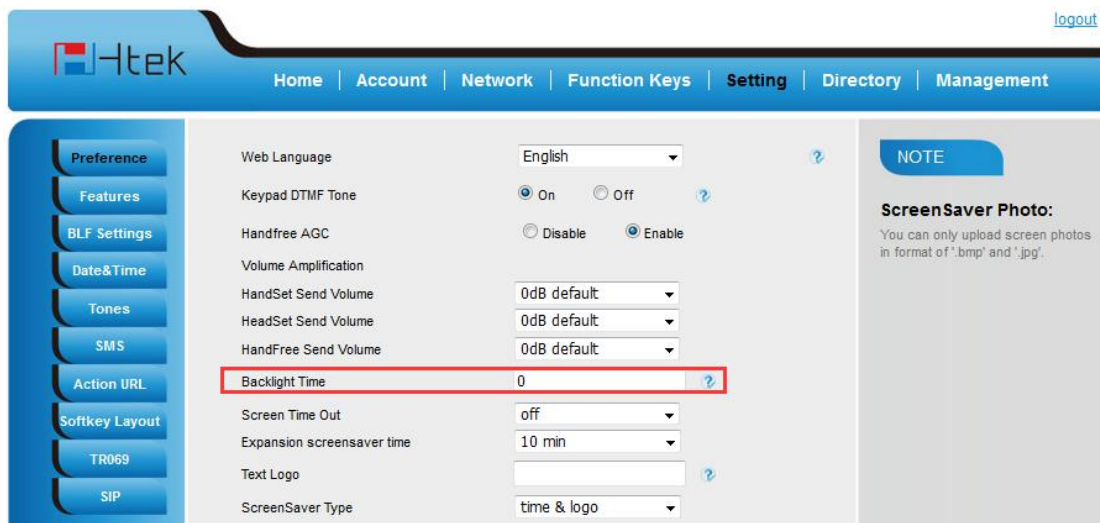 logout
Htek
Home | Account | Network | Function Keys | Setting | Directory | Management
Preference
Features
BLF Settings
Date&Time
Tones
SMS
Action URL
Softkey Layout
TR069
SIP
Web Language English ?
Keypad DTMF Tone On Off ?
Handfree AGC Disable Enable
Volume Amplification
HandSet Send Volume 0dB default
HeadSet Send Volume 0dB default
HandFree Send Volume 0dB default
Backlight Time 0 ?
Screen Time Out off
Expansion screensaver time 10 min
Text Logo ?
ScreenSaver Type time & logo
NOTE
ScreenSaver Photo:
You can only upload screen photos
in format of '.bmp' and '.jpg'.